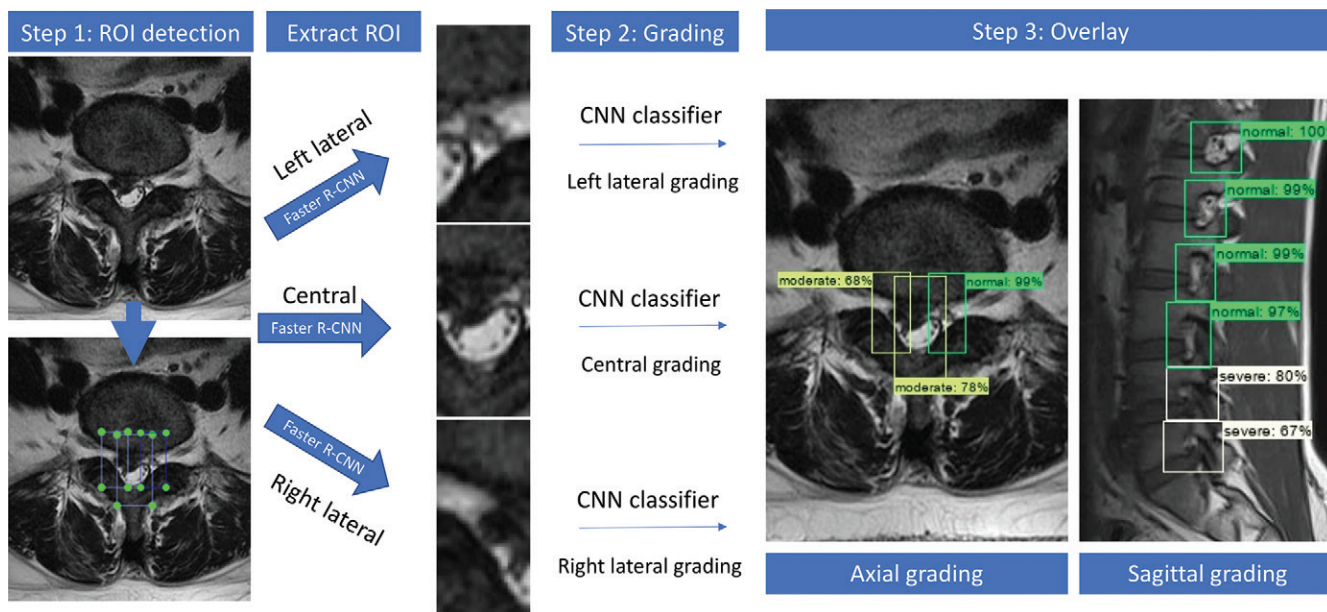 Step 1: ROI detection
Extract ROI
Step 2: Grading
Step 3: Overlay
Left lateral
Faster R-CNN
CNN classifier
Left lateral grading
Central
Faster R-CNN
CNN classifier
Central grading
Faster R-CNN
Right lateral
CNN classifier
Right lateral grading
moderate: 68%
normal: 99%
moderate: 78%
Axial grading
normal: 100%
normal: 99%
normal: 99%
normal: 97%
severe: 80%
severe: 67%
Sagittal grading